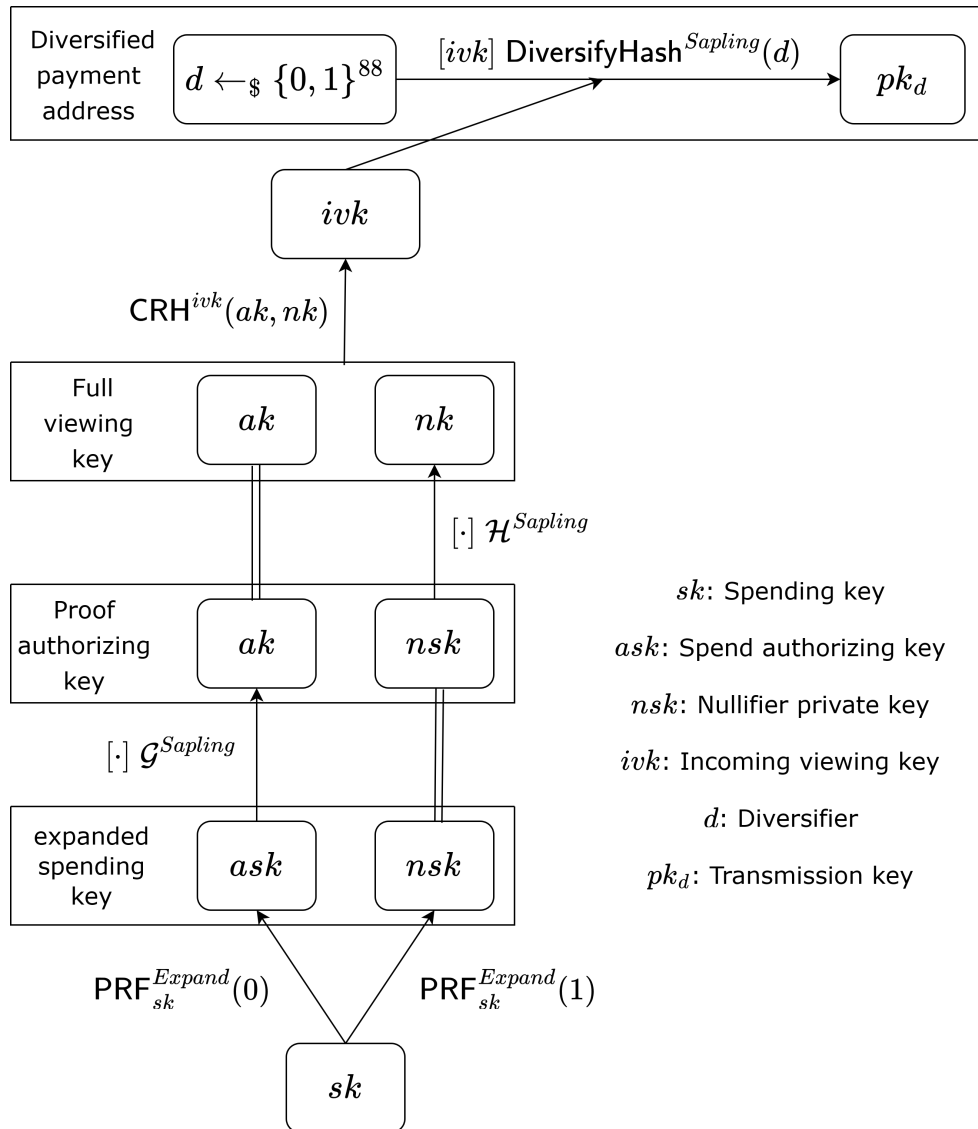 Diversified
payment
address
d ←$ {0, 1}^88
[ivk] DiversifyHash^Sapling(d)
pk_d
ivk
CRH^ivk(ak, nk)
Full
viewing
key
ak
nk
[·] 𝓗^Sapling
Proof
authorizing
key
ak
nsk
[·] 𝓖^Sapling
expanded
spending
key
ask
nsk
PRF_sk^Expand(0)
PRF_sk^Expand(1)
sk
sk: Spending key
ask: Spend authorizing key
nsk: Nullifier private key
ivk: Incoming viewing key
d: Diversifier
pk_d: Transmission key